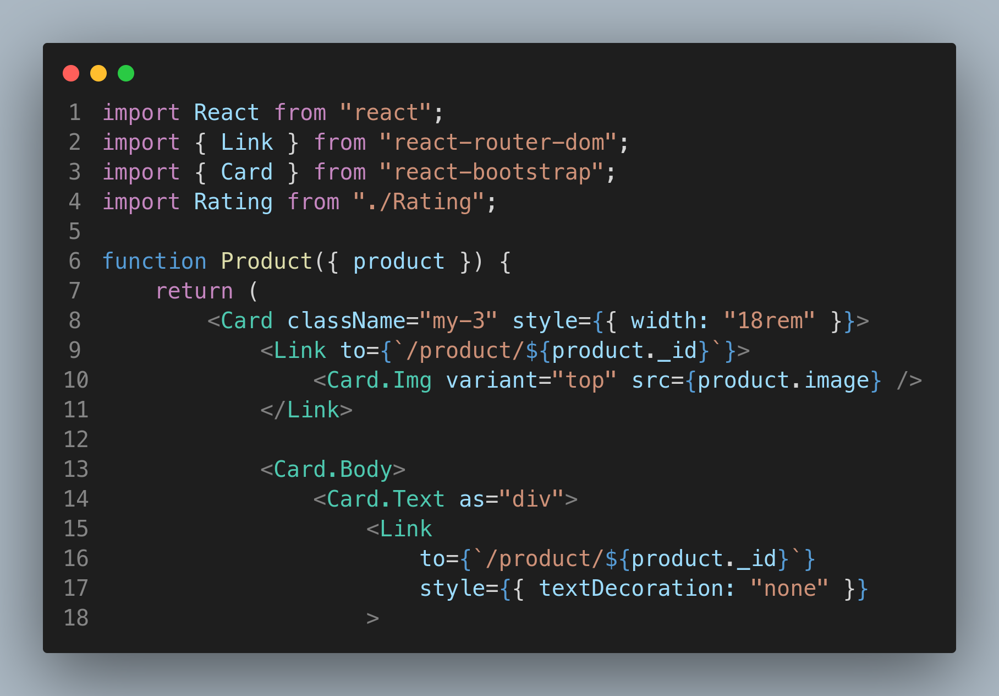 1 import React from "react";
2 import { Link } from "react-router-dom";
3 import { Card } from "react-bootstrap";
4 import Rating from "./Rating";
5
6 function Product({ product }) {
7     return (
8         <Card className="my-3" style={{ width: "18rem" }}>
9             <Link to={`/product/${product._id}`}>
10                 <Card.Img variant="top" src={product.image} />
11             </Link>
12
13             <Card.Body>
14                 <Card.Text as="div">
15                     <Link
16                         to={`/product/${product._id}`}
17                         style={{ textDecoration: "none" }}
18                     >